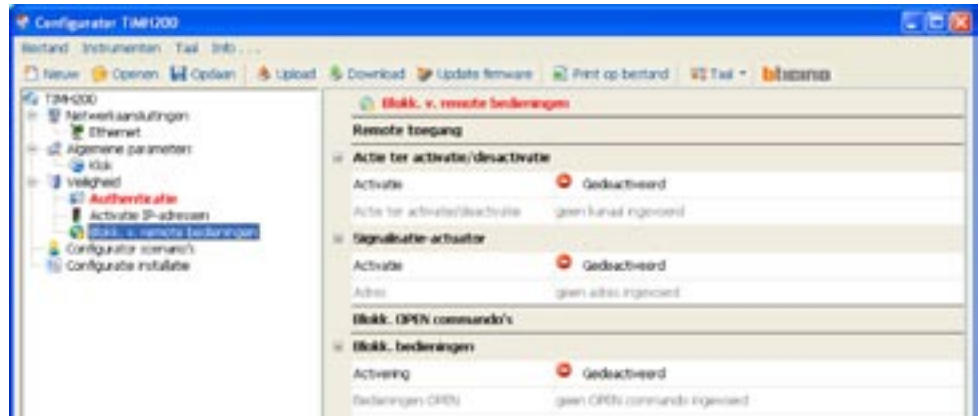 Configurator TiMH200
Bestand Instrumenten Taal Info . . .
Nieuw Openen Opslaan Upload Download Update firmware Print op bestand Taal bticino
TiMH200
Netwerkaansluitingen
Ethernet
Algemene parameters
Klok
Veiligheid
Authenticatie
Activatie IP-adressen
Blokk. v. remote bedieningen
Configurator scenario's
Configuratie installatie
Blokk. v. remote bedieningen
Remote toegang
Actie ter activatie/desactivatie
Activatie Gedeactiveerd
Actie ter activatie/deactivatie geen kanaal ingevoerd
Signalisatie-actuator
Activatie Gedeactiveerd
Adres geen adres ingevoerd
Blokk. OPEN commando's
Blokk. bedieningen
Activering Gedeactiveerd
Bedieningen OPEN geen OPEN commando ingevoerd